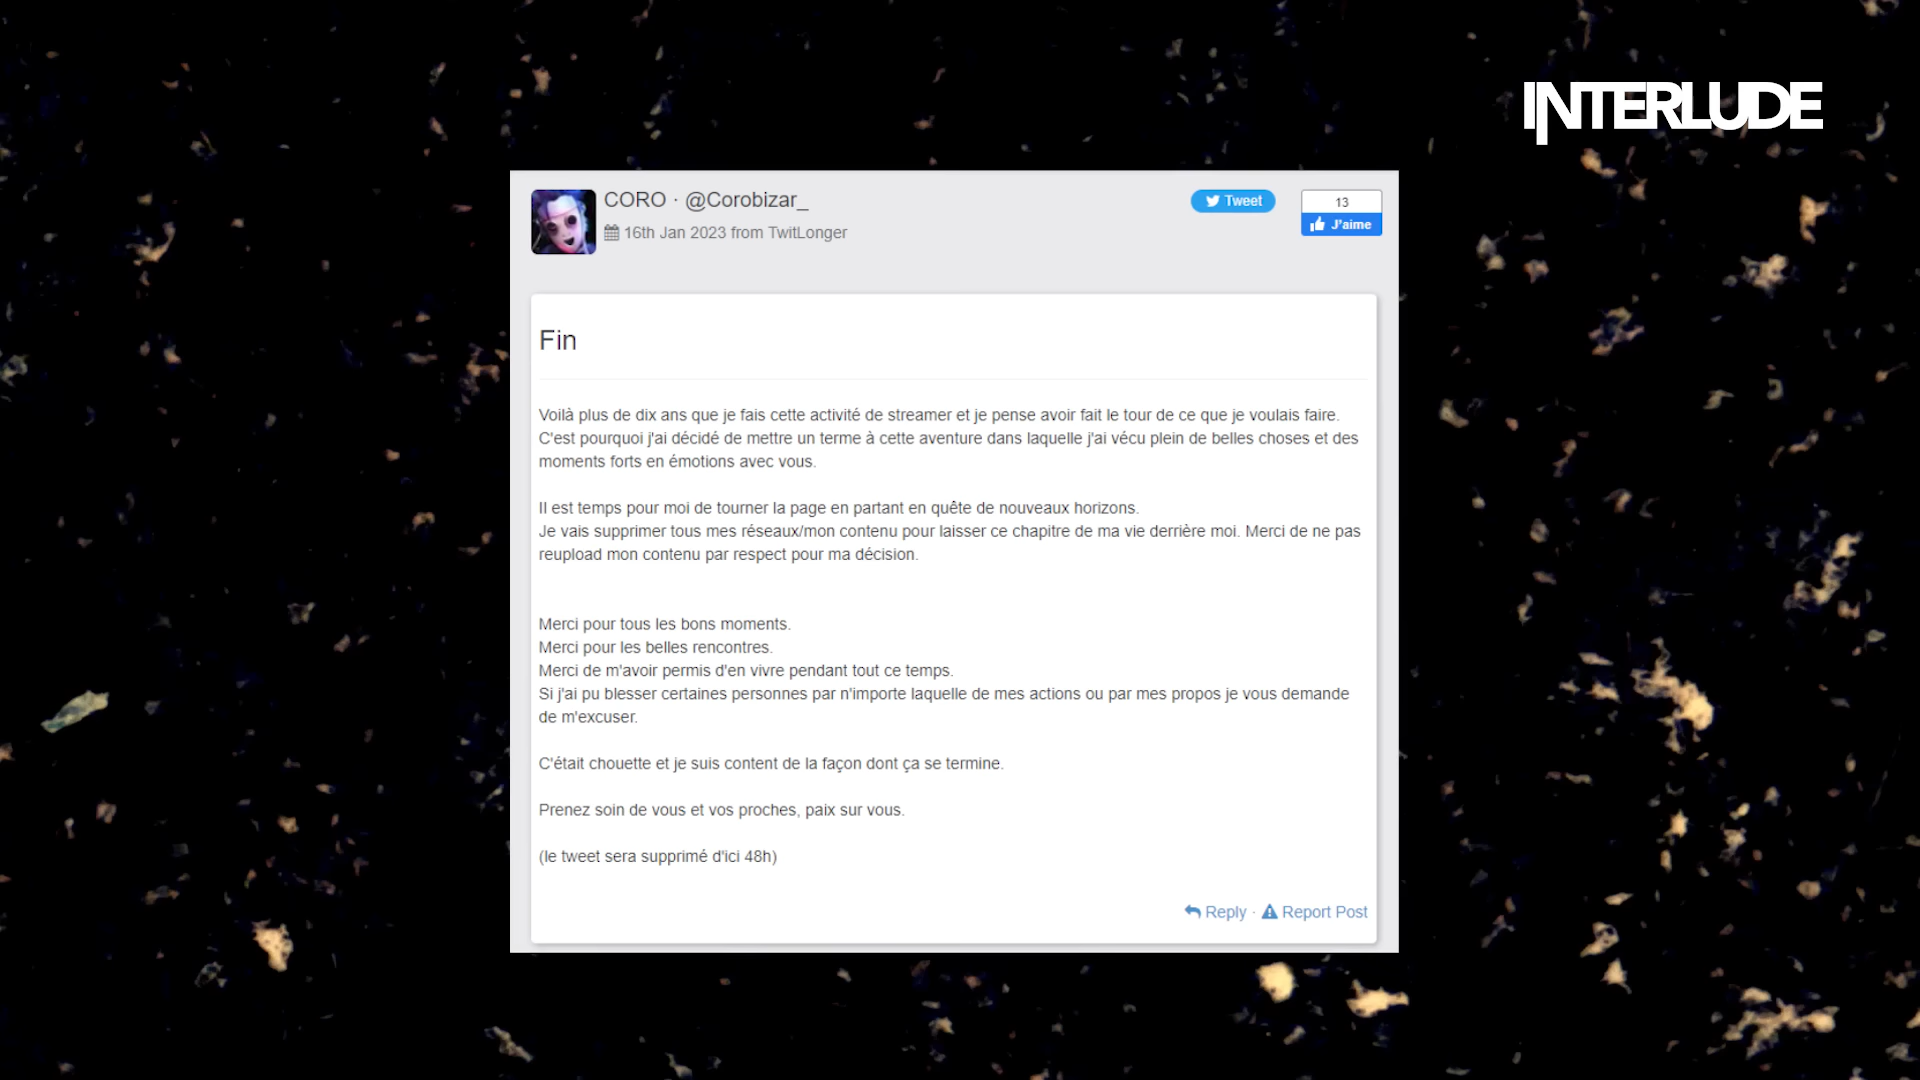 INTERLUDE
CORO · @Corobizar_
16th Jan 2023 from TwitLonger
Tweet
13
J'aime
Fin
Voilà plus de dix ans que je fais cette activité de streamer et je pense avoir fait le tour de ce que je voulais faire.
C'est pourquoi j'ai décidé de mettre un terme à cette aventure dans laquelle j'ai vécu plein de belles choses et des
moments forts en émotions avec vous.
Il est temps pour moi de tourner la page en partant en quête de nouveaux horizons.
Je vais supprimer tous mes réseaux/mon contenu pour laisser ce chapitre de ma vie derrière moi. Merci de ne pas
reupload mon contenu par respect pour ma décision.
Merci pour tous les bons moments.
Merci pour les belles rencontres.
Merci de m'avoir permis d'en vivre pendant tout ce temps.
Si j'ai pu blesser certaines personnes par n'importe laquelle de mes actions ou par mes propos je vous demande
de m'excuser.
C'était chouette et je suis content de la façon dont ça se termine.
Prenez soin de vous et vos proches, paix sur vous.
(le tweet sera supprimé d'ici 48h)
Reply · Report Post